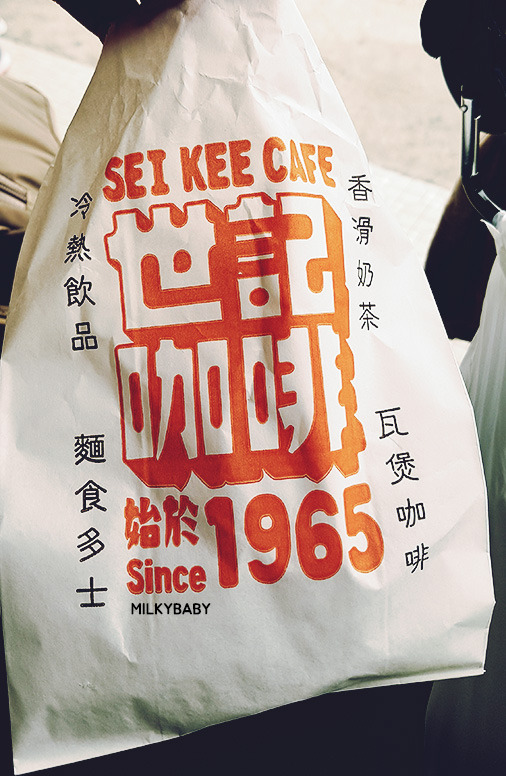 SEI KEE CAFE
世記
咖啡
始於
Since
1965
MILKYBABY
冷熱飲品
麵食多士
香滑奶茶
瓦煲咖啡